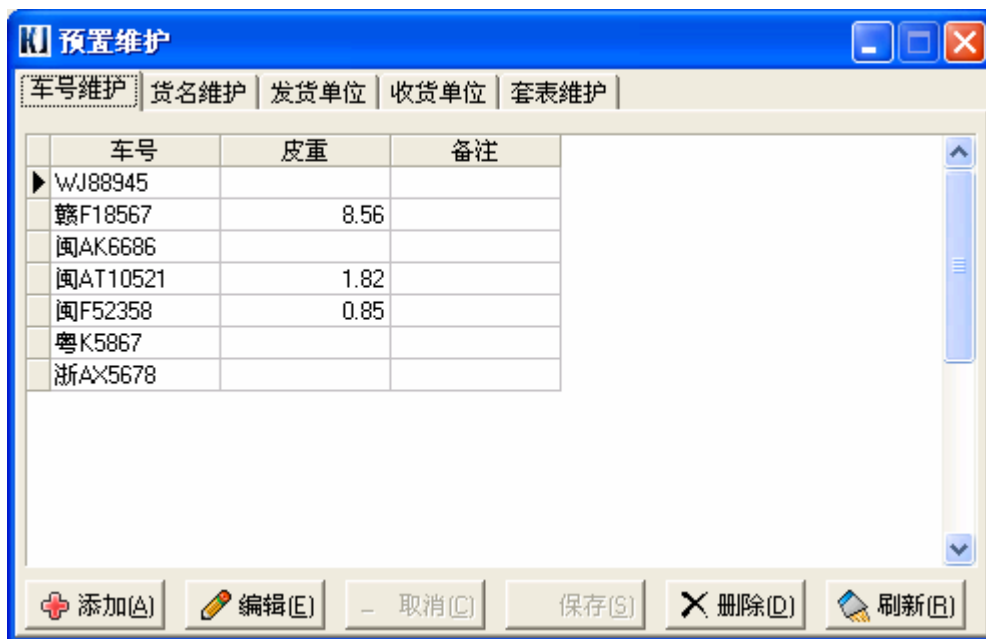 KJ 预置维护
车号维护 货名维护 发货单位 收货单位 套表维护
车号 皮重 备注
WJ88945
赣F18567 8.56
闽AK6686
闽AT10521 1.82
闽F52358 0.85
粤K5867
浙AX5678
添加(A) 编辑(E) 取消(C) 保存(S) 删除(D) 刷新(R)